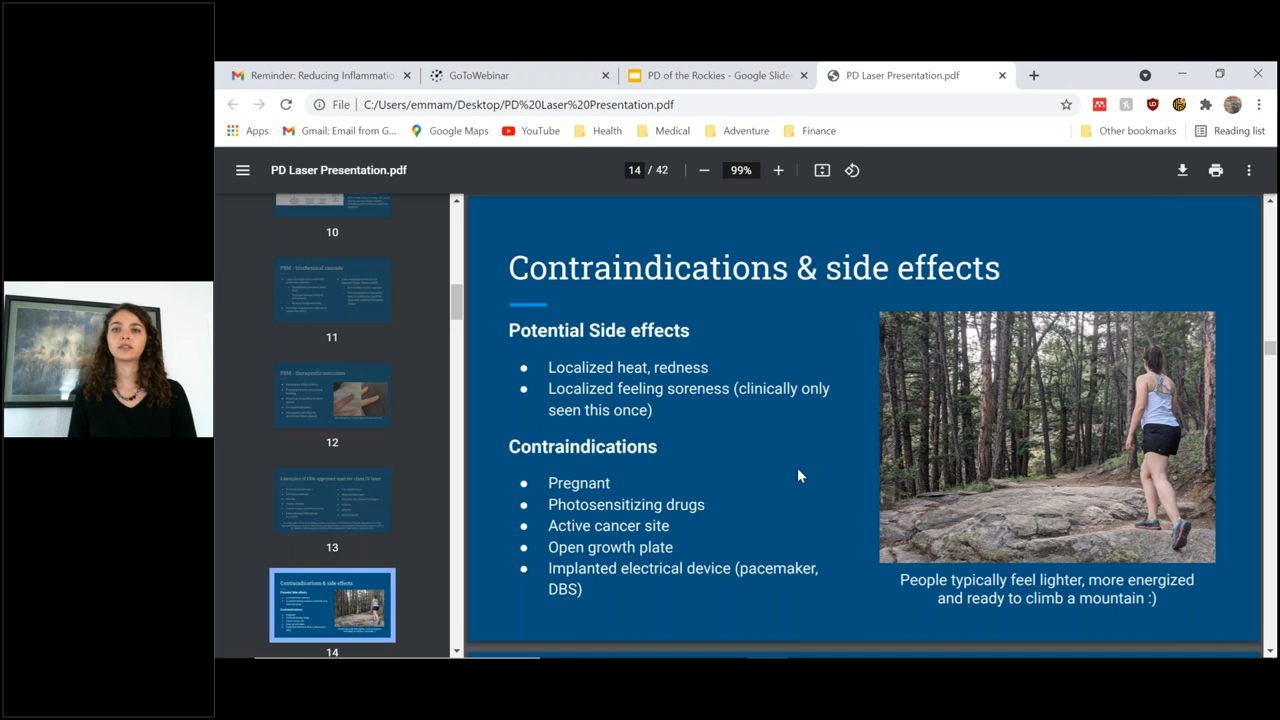 Reminder: Reducing Inflammatio
GoToWebinar
PD of the Rockies - Google Slide
PD Laser Presentation.pdf
File
C:/Users/emmam/Desktop/PD%20Laser%20Presentation.pdf
Apps
Gmail: Email from G...
Google Maps
YouTube
Health
Medical
Adventure
Finance
Other bookmarks
Reading list
PD Laser Presentation.pdf
14 / 42
99%
10
11
12
13
Contraindications & side effects
14
Contraindications & side effects
Potential Side effects
● Localized heat, redness
● Localized feeling soreness (clinically only
seen this once)
Contraindications
● Pregnant
● Photosensitizing drugs
● Active cancer site
● Open growth plate
● Implanted electrical device (pacemaker,
DBS)
People typically feel lighter, more energized
and ready to climb a mountain :)